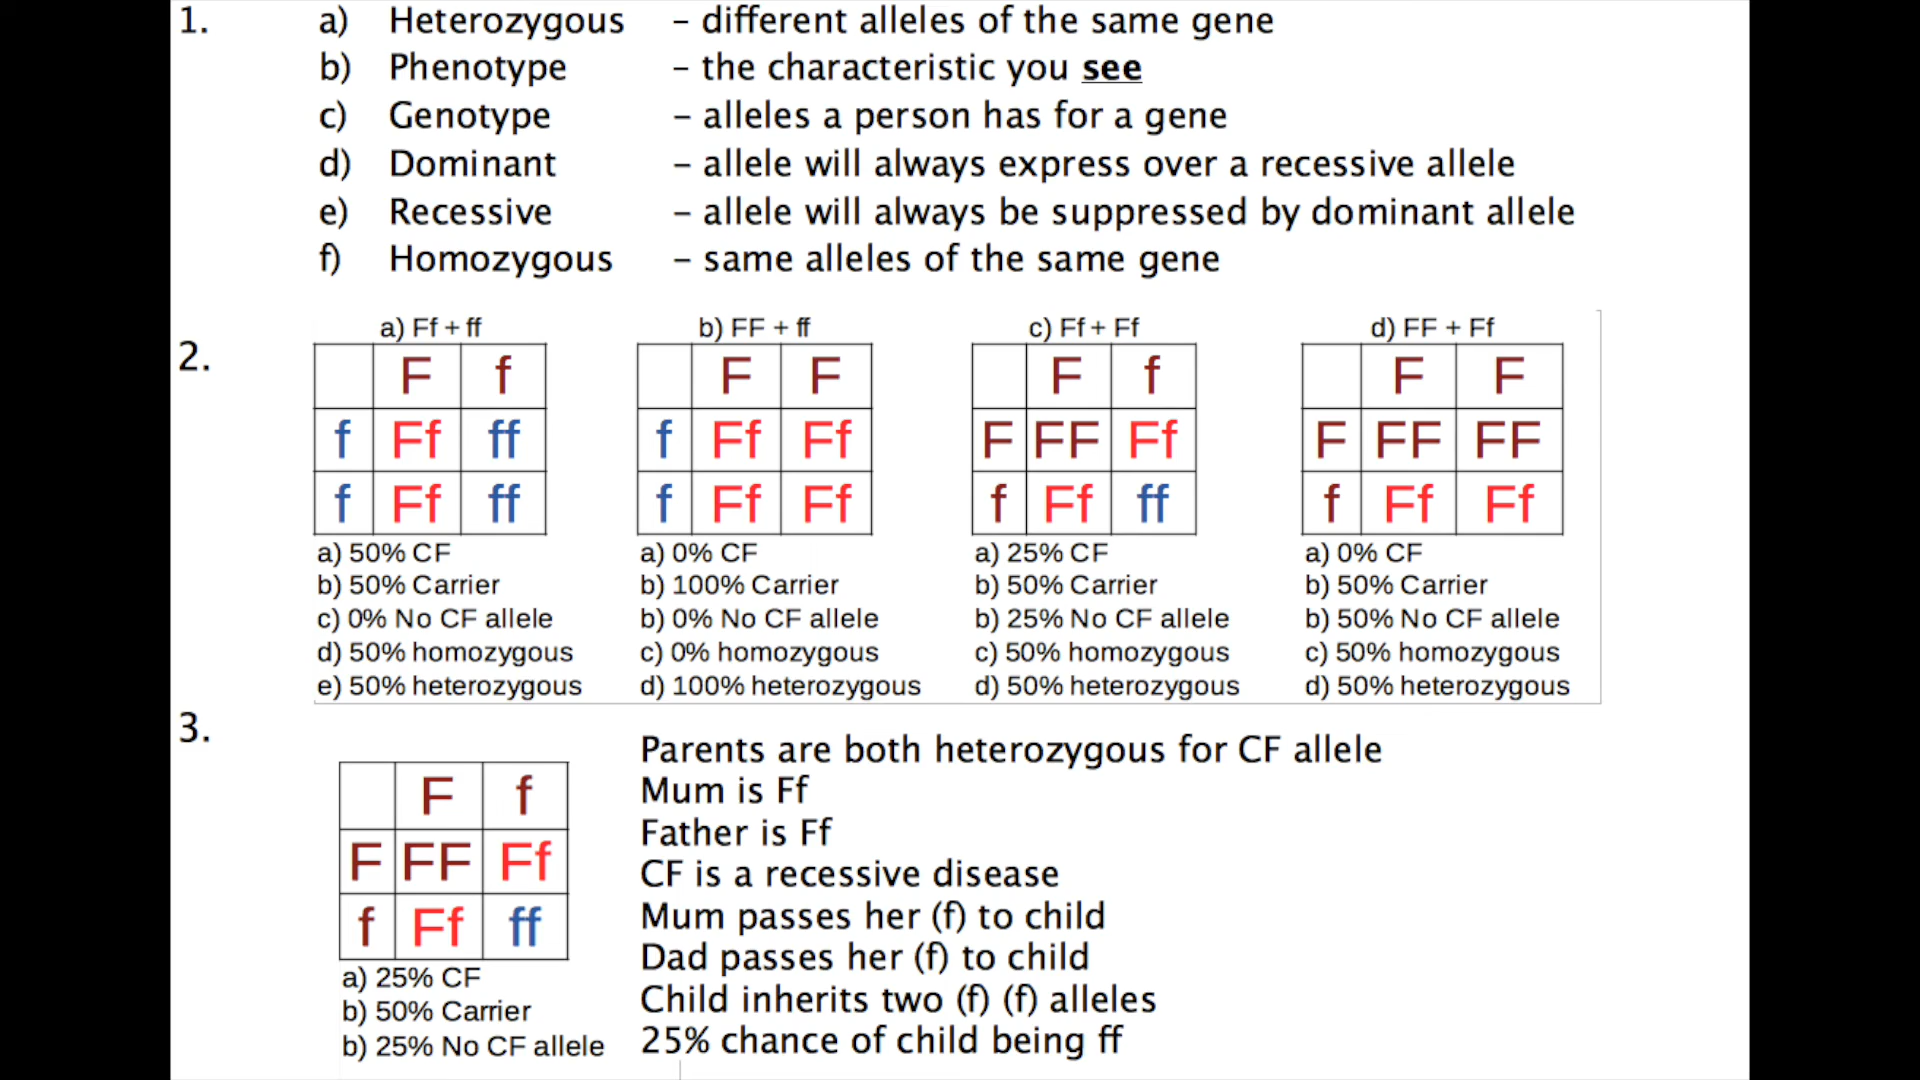 1. a) Heterozygous – different alleles of the same gene
b) Phenotype – the characteristic you see
c) Genotype – alleles a person has for a gene
d) Dominant – allele will always express over a recessive allele
e) Recessive – allele will always be suppressed by dominant allele
f) Homozygous – same alleles of the same gene
2.
a) Ff + ff
F f
f Ff ff
f Ff ff
a) 50% CF
b) 50% Carrier
c) 0% No CF allele
d) 50% homozygous
e) 50% heterozygous
b) FF + ff
F F
f Ff Ff
f Ff Ff
a) 0% CF
b) 100% Carrier
b) 0% No CF allele
c) 0% homozygous
d) 100% heterozygous
c) Ff + Ff
F f
F FF Ff
f Ff ff
a) 25% CF
b) 50% Carrier
b) 25% No CF allele
c) 50% homozygous
d) 50% heterozygous
d) FF + Ff
F F
F FF FF
f Ff Ff
a) 0% CF
b) 50% Carrier
b) 50% No CF allele
c) 50% homozygous
d) 50% heterozygous
3.
F f
F FF Ff
f Ff ff
a) 25% CF
b) 50% Carrier
b) 25% No CF allele
Parents are both heterozygous for CF allele
Mum is Ff
Father is Ff
CF is a recessive disease
Mum passes her (f) to child
Dad passes her (f) to child
Child inherits two (f) (f) alleles
25% chance of child being ff